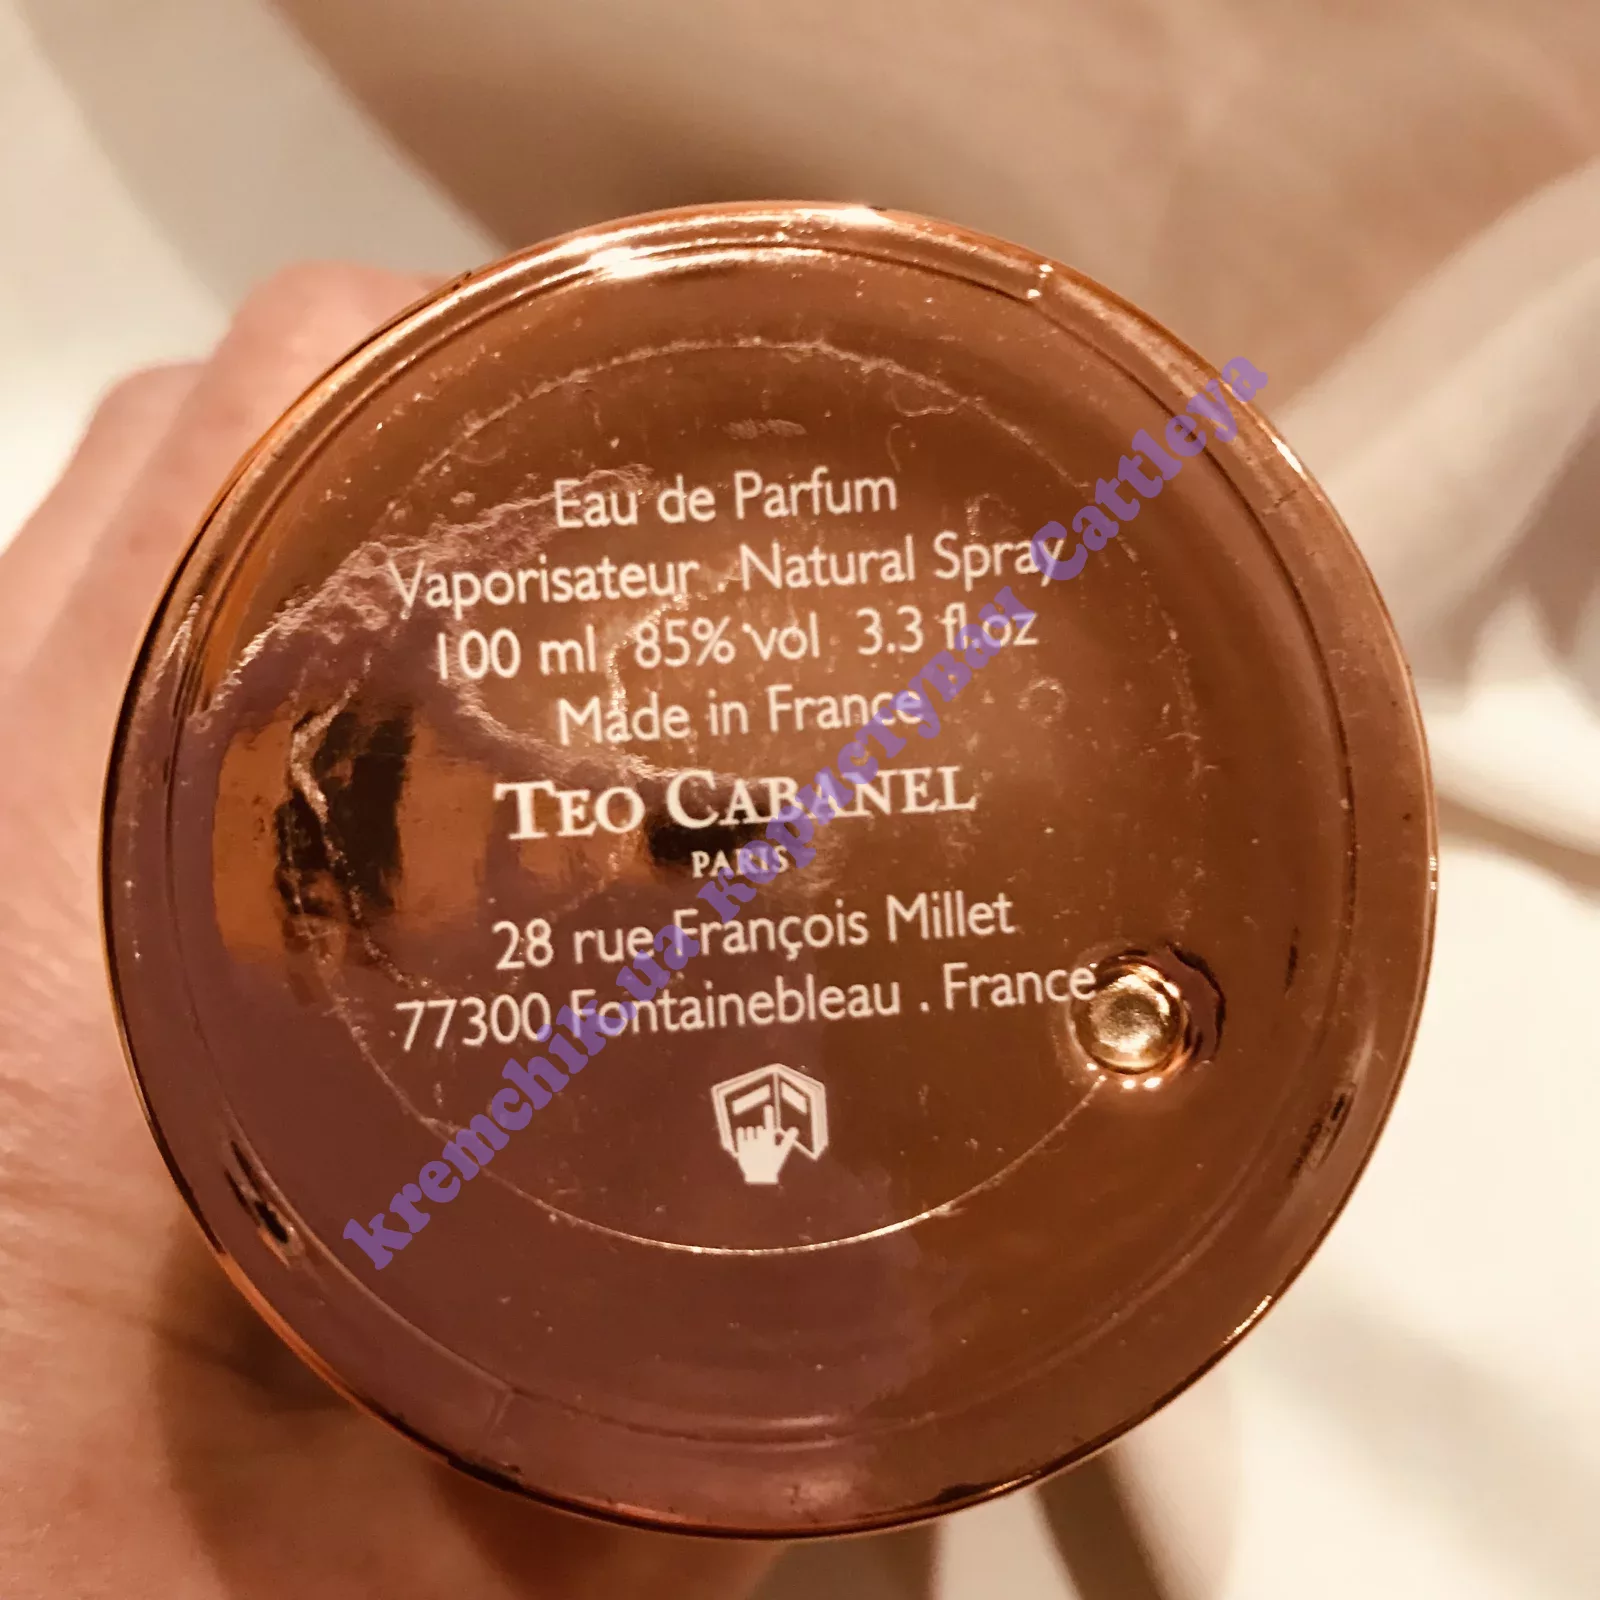 Eau de Parfum
Vaporisateur . Natural Spray
100 ml 85% vol 3.3 fl.oz
Made in France
TEO CABANEL
PARIS
28 rue François Millet
77300 Fontainebleau . France
kremchik.ua Користувач Cattleya